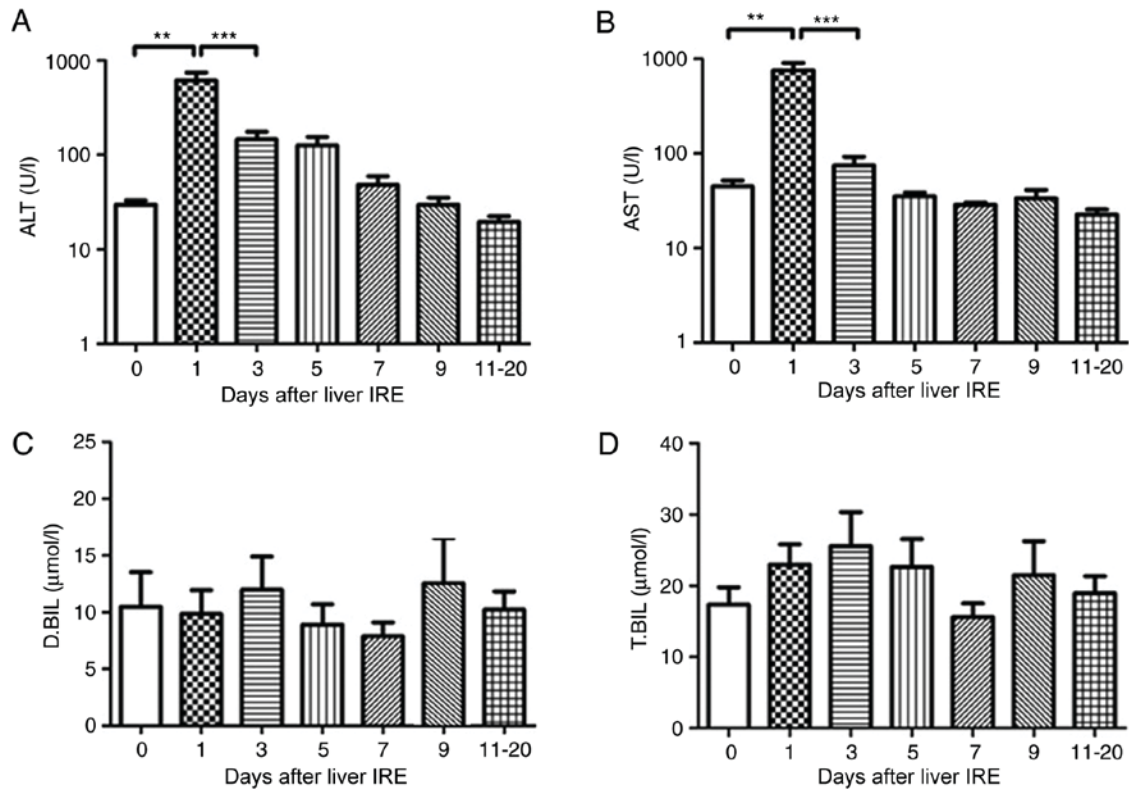 A
** ***
1000
100
10
1
ALT (U/l)
0 1 3 5 7 9 11-20
Days after liver IRE
B
** ***
1000
100
10
1
AST (U/l)
0 1 3 5 7 9 11-20
Days after liver IRE
C
25
20
15
10
5
0
D.BIL (µmol/l)
0 1 3 5 7 9 11-20
Days after liver IRE
D
40
30
20
10
0
T.BIL (µmol/l)
0 1 3 5 7 9 11-20
Days after liver IRE